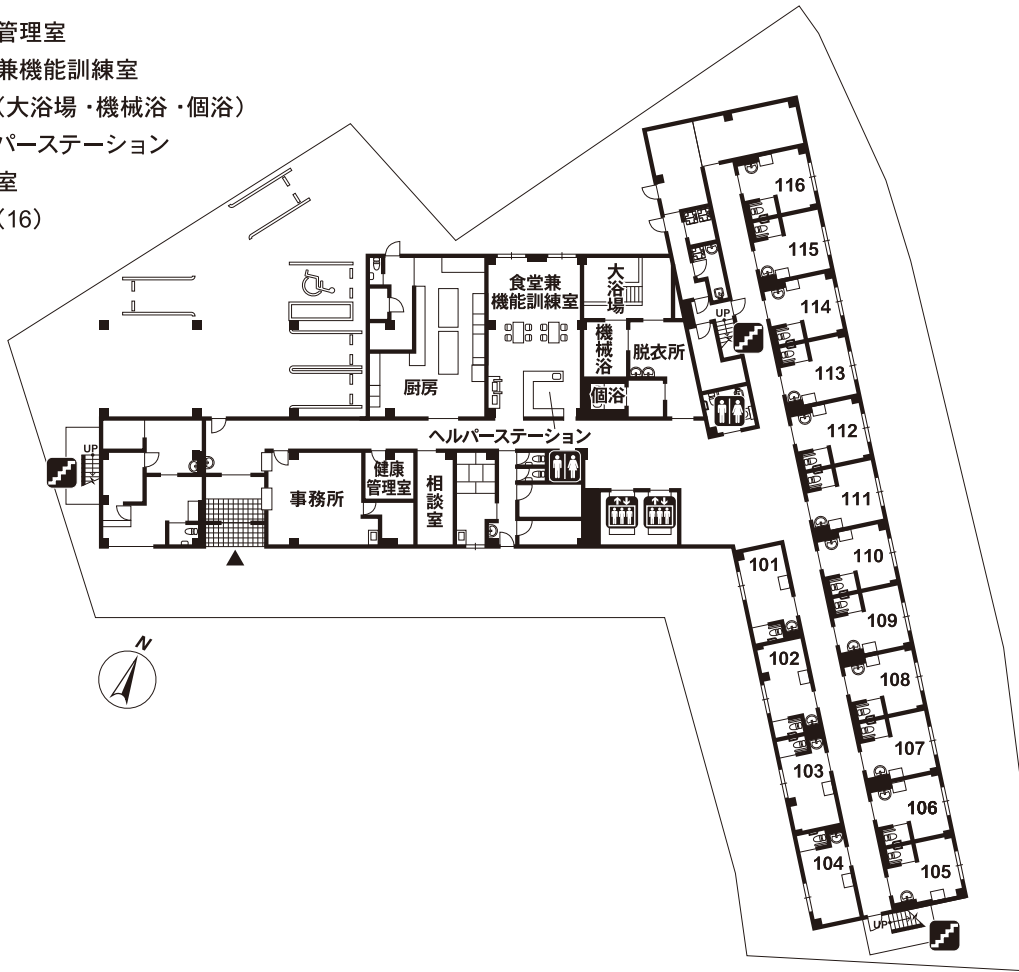 管理室
兼機能訓練室
（大浴場・機械浴・個浴）
パーステーション
室
（16）
116
115
114
113
112
111
110
109
108
107
106
105
101
102
103
104
食堂兼
機能訓練室
大浴場
機械浴
脱衣所
個浴
厨房
ヘルパーステーション
UP
UP
事務所
健康
管理室
相談室
N
UP